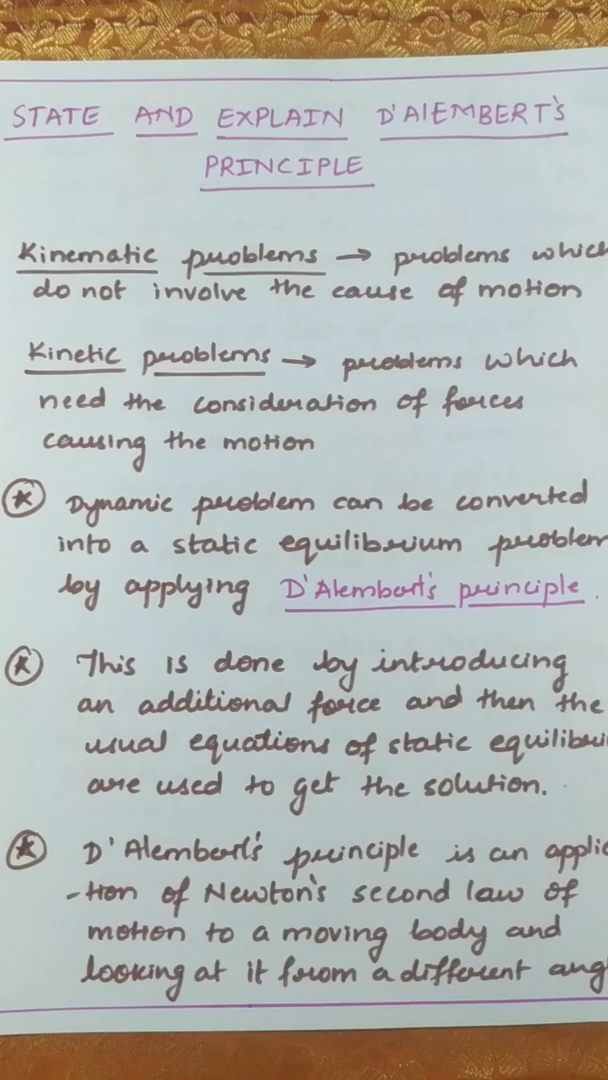 STATE AND EXPLAIN D'AlEMBERT'S
PRINCIPLE
Kinematic problems → problems which
do not involve the cause of motion
Kinetic problems → problems which
need the consideration of forces
causing the motion
* Dynamic problem can be converted
into a static equilibrium problem
by applying D'Alembert's principle.
* This is done by introducing
an additional force and then the
usual equations of static equilibriu
are used to get the solution.
* D'Alembert's principle is an applic
-tion of Newton's second law of
motion to a moving body and
looking at it from a different ang